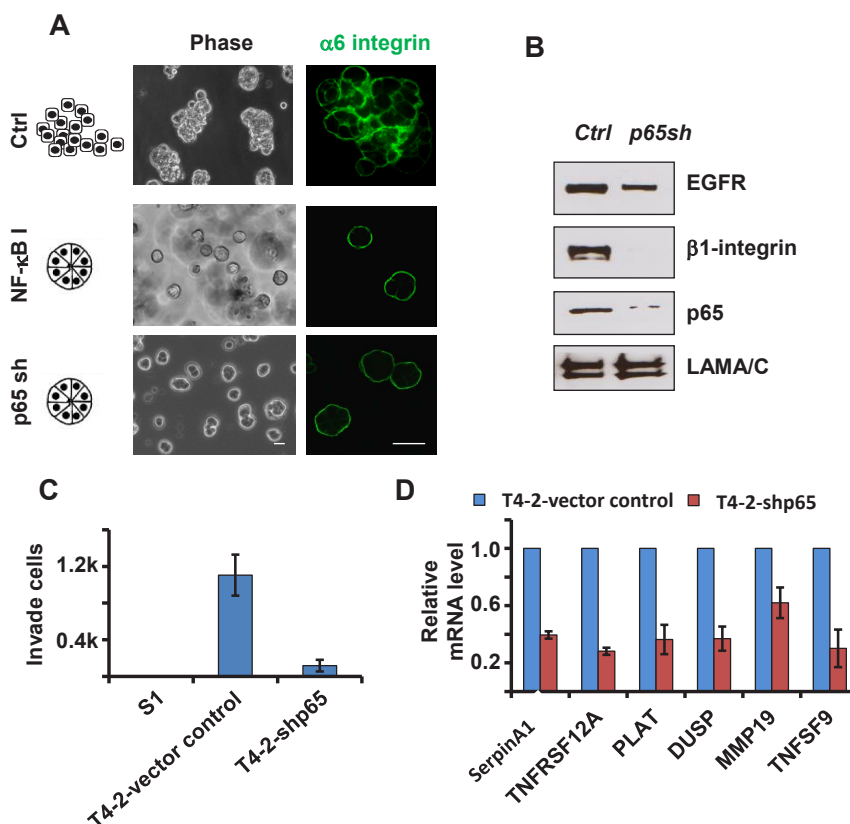 A
Phase
α6 integrin
Ctrl
NF-κB I
p65 sh
B
Ctrl p65sh
EGFR
β1-integrin
p65
LAMA/C
C
Invade cells
1.2k
0.4k
S1
T4-2-vector control
T4-2-shp65
D
T4-2-vector control
T4-2-shp65
Relative
mRNA level
1.0
0.6
0.2
SerpinA1
TNFRSF12A
PLAT
DUSP
MMP19
TNFSF9